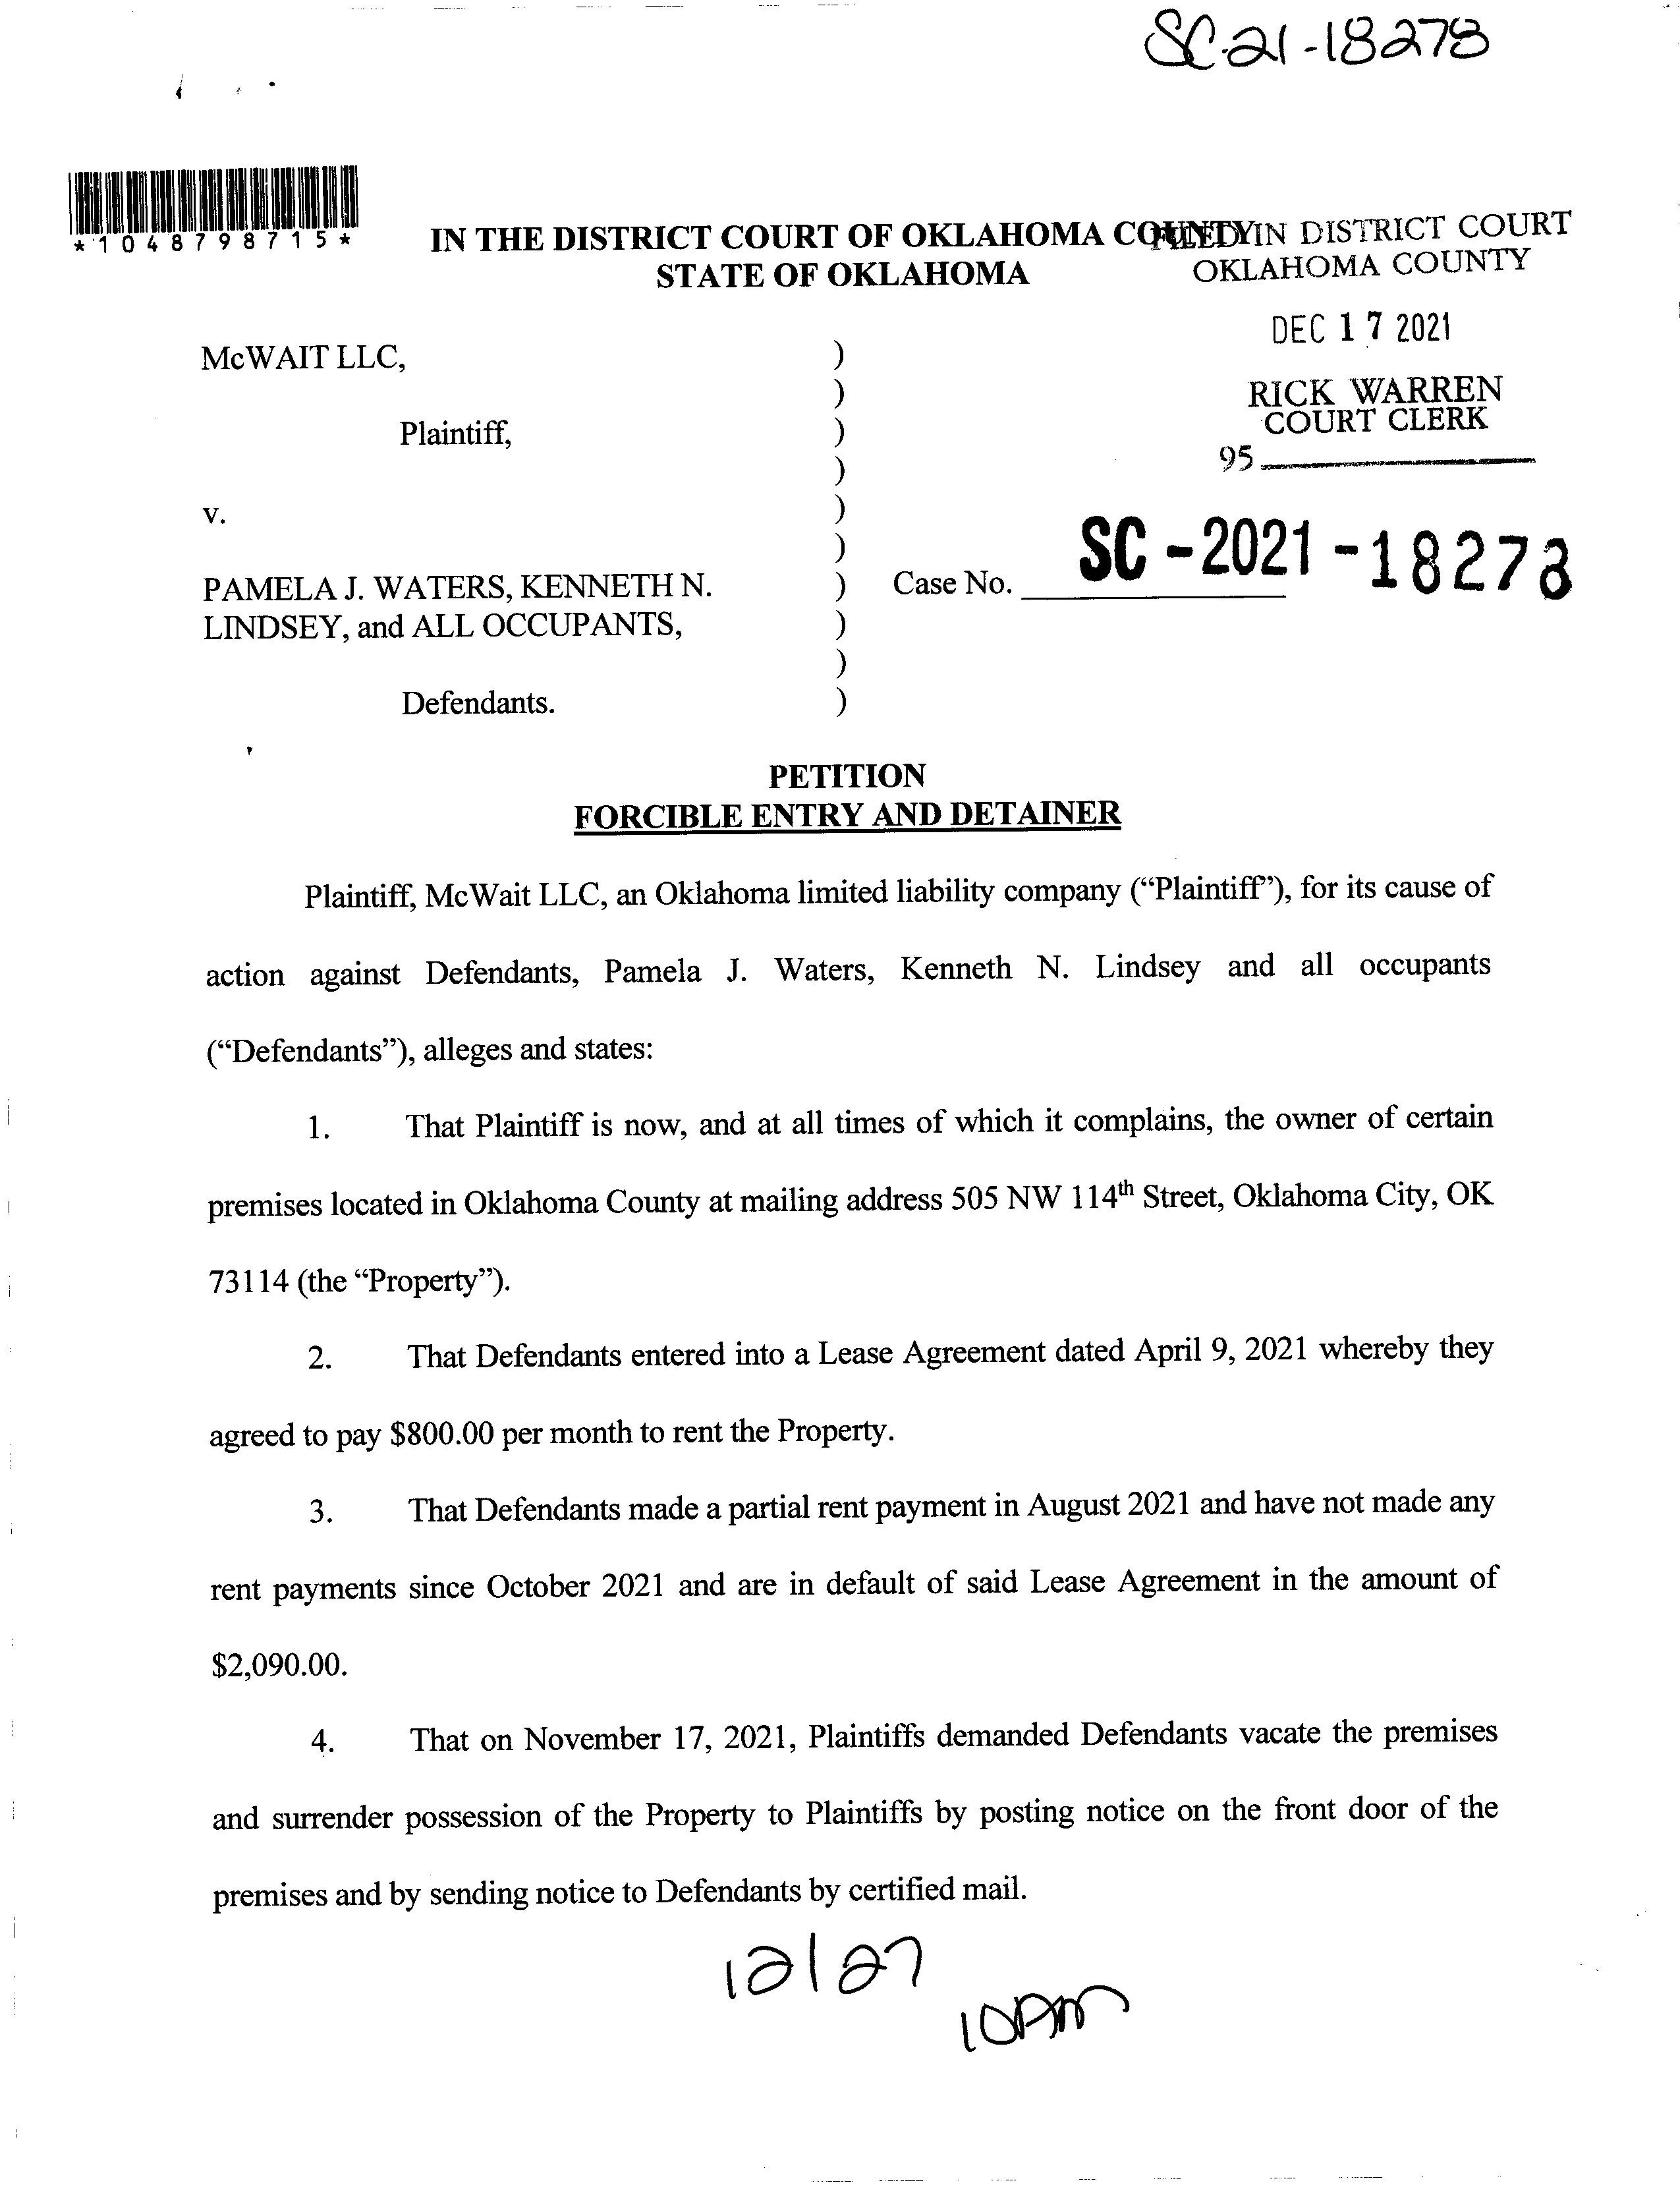 SC-21-18278
*1048798715*
IN THE DISTRICT COURT OF OKLAHOMA COUNTY
STATE OF OKLAHOMA
FILED IN DISTRICT COURT
OKLAHOMA COUNTY
DEC 17 2021
RICK WARREN
COURT CLERK
95
McWAIT LLC, )
)
Plaintiff, )
)
v. )
)
PAMELA J. WATERS, KENNETH N. ) Case No. SC-2021-18278
LINDSEY, and ALL OCCUPANTS, )
)
Defendants. )
PETITION
FORCIBLE ENTRY AND DETAINER
Plaintiff, McWait LLC, an Oklahoma limited liability company (“Plaintiff”), for its cause of
action against Defendants, Pamela J. Waters, Kenneth N. Lindsey and all occupants
(“Defendants”), alleges and states:
1. That Plaintiff is now, and at all times of which it complains, the owner of certain
premises located in Oklahoma County at mailing address 505 NW 114th Street, Oklahoma City, OK
73114 (the “Property”).
2. That Defendants entered into a Lease Agreement dated April 9, 2021 whereby they
agreed to pay $800.00 per month to rent the Property.
3. That Defendants made a partial rent payment in August 2021 and have not made any
rent payments since October 2021 and are in default of said Lease Agreement in the amount of
$2,090.00.
4. That on November 17, 2021, Plaintiffs demanded Defendants vacate the premises
and surrender possession of the Property to Plaintiffs by posting notice on the front door of the
premises and by sending notice to Defendants by certified mail.
12/27
10Am